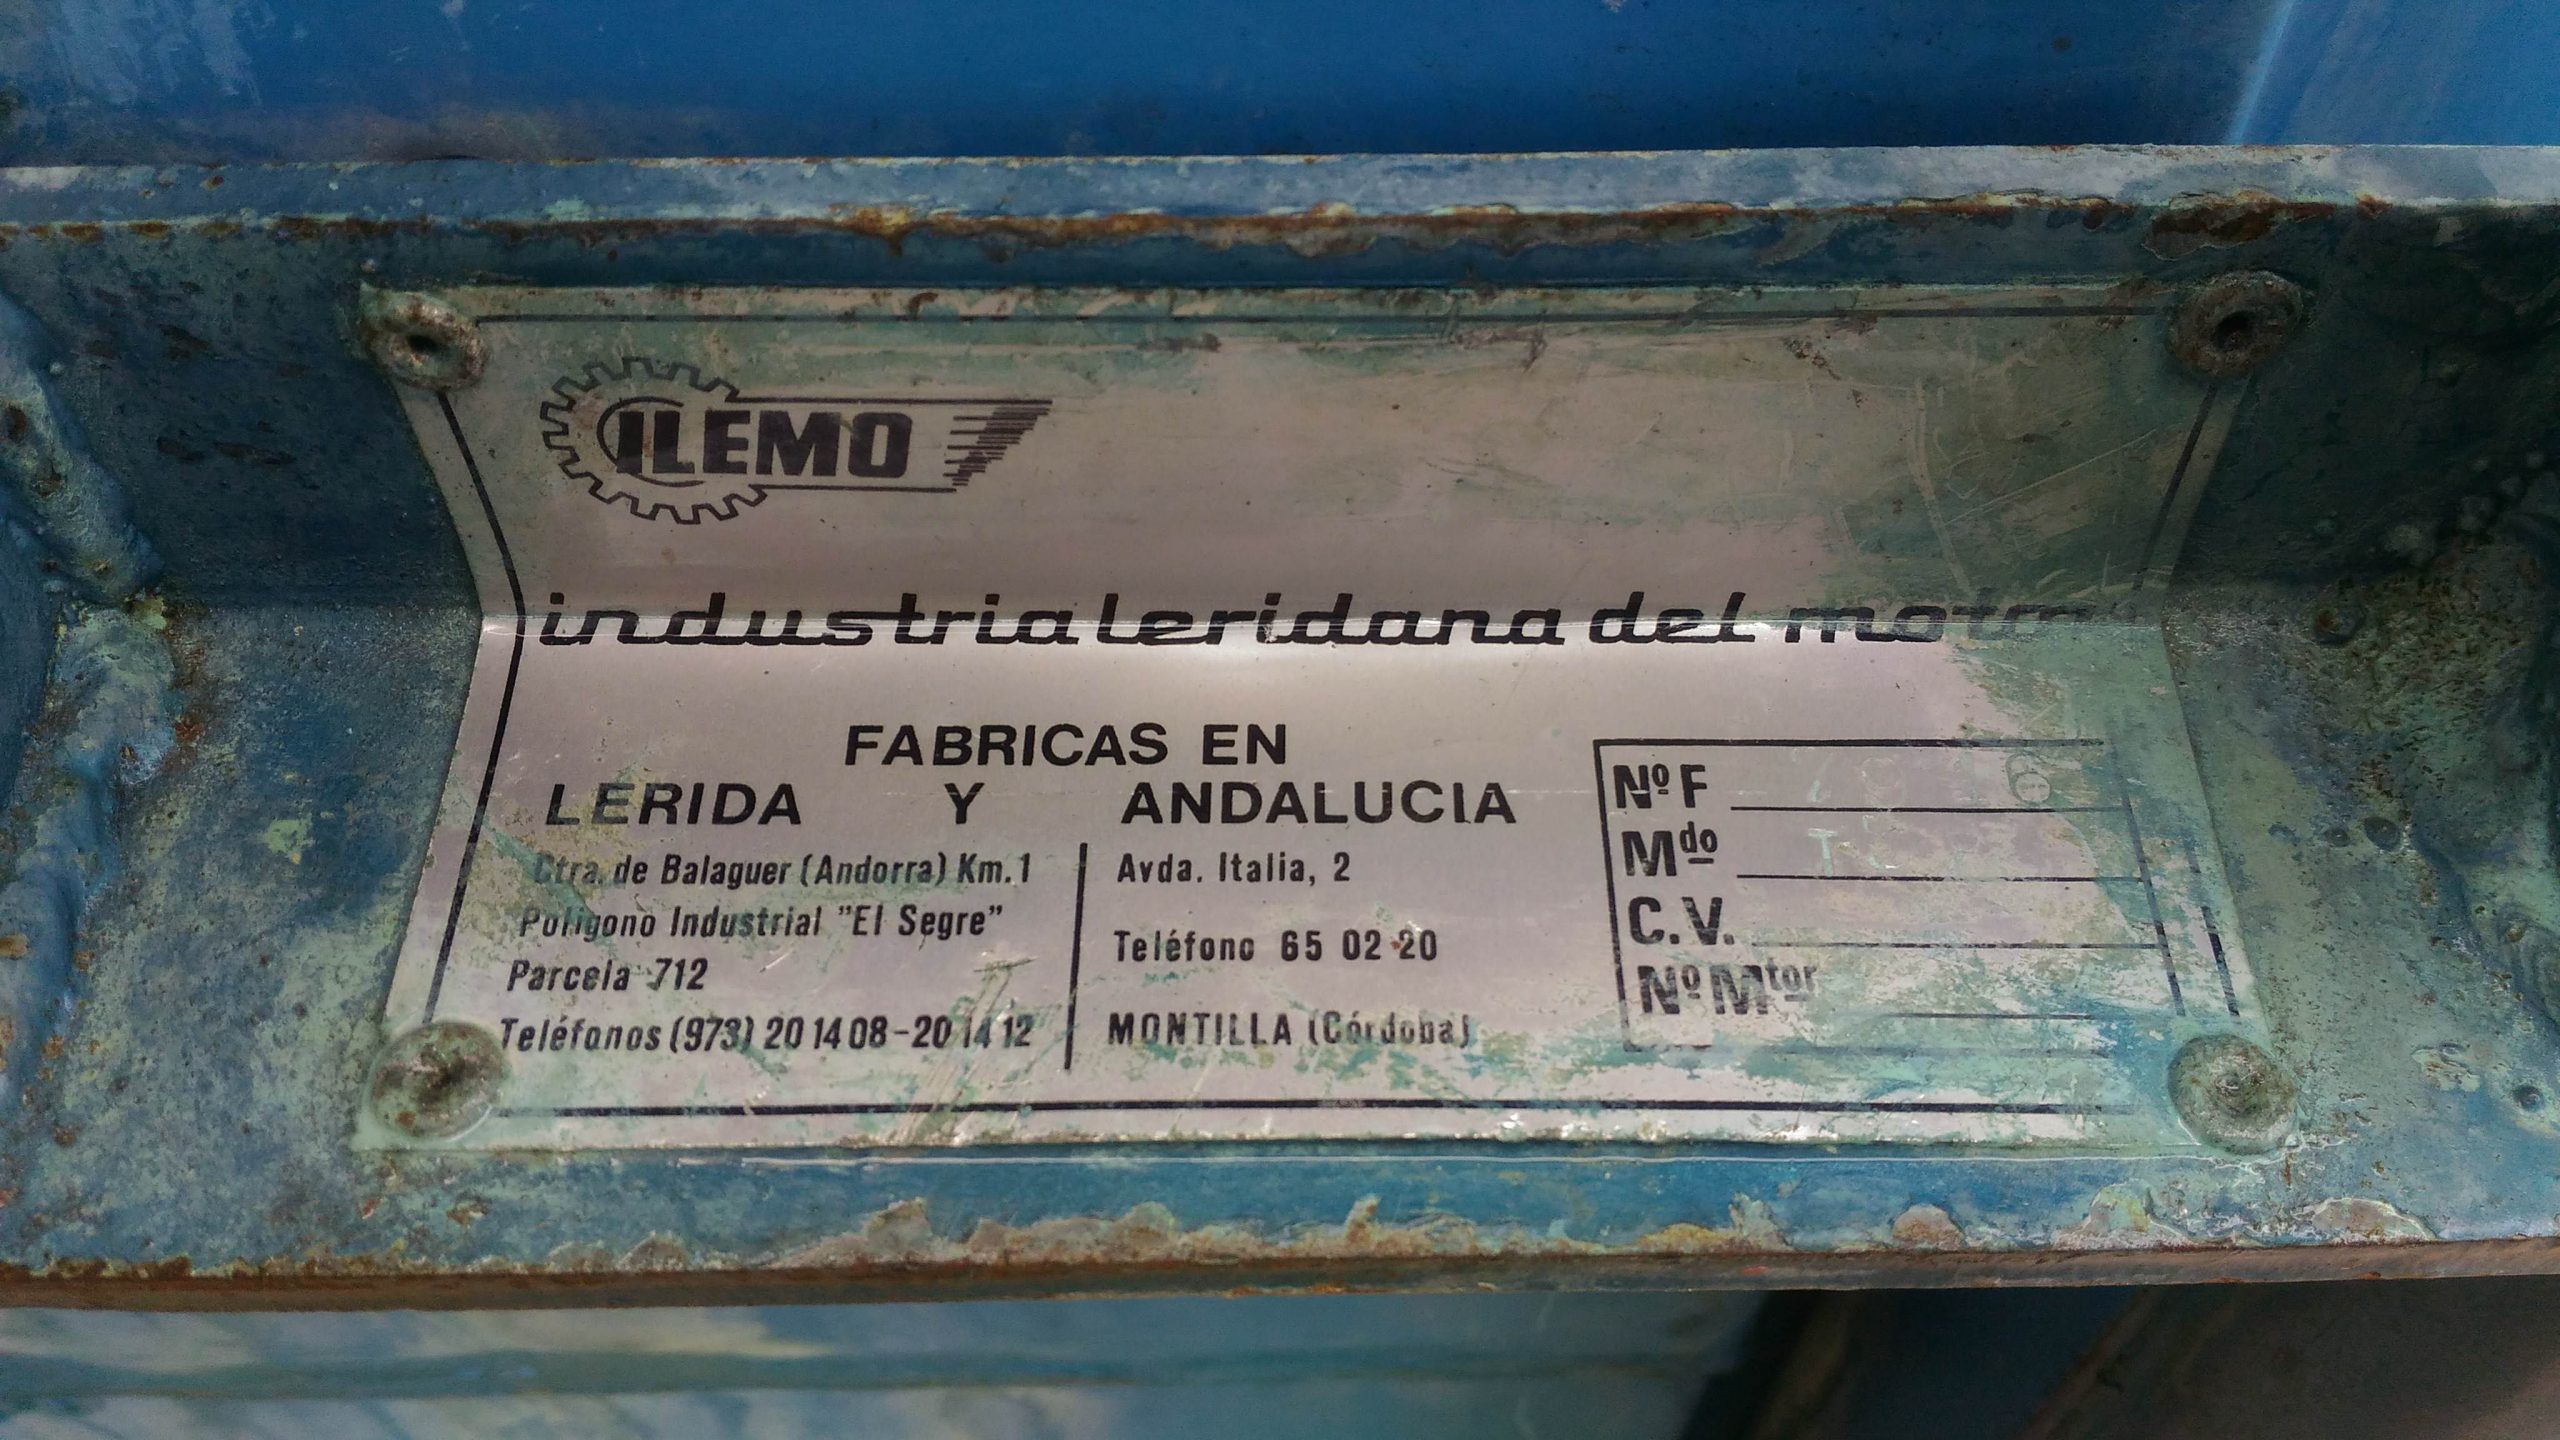 ILEMO
industria leridana del motor
FABRICAS EN
LERIDA Y ANDALUCIA
Ctra. de Balaguer (Andorra) Km. 1
Polígono Industrial "El Segre"
Parcela 712
Teléfonos (973) 20 14 08 - 20 14 12
Avda. Italia, 2
Teléfono 65 02 20
MONTILLA (Córdoba)
Nº F
Mdo
C.V.
Nº Mtor